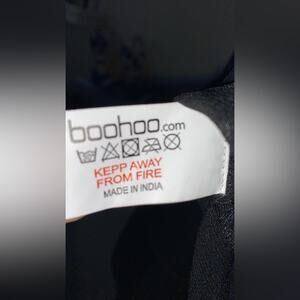 boohoo.com
KEPP AWAY
FROM FIRE
MADE IN INDIA